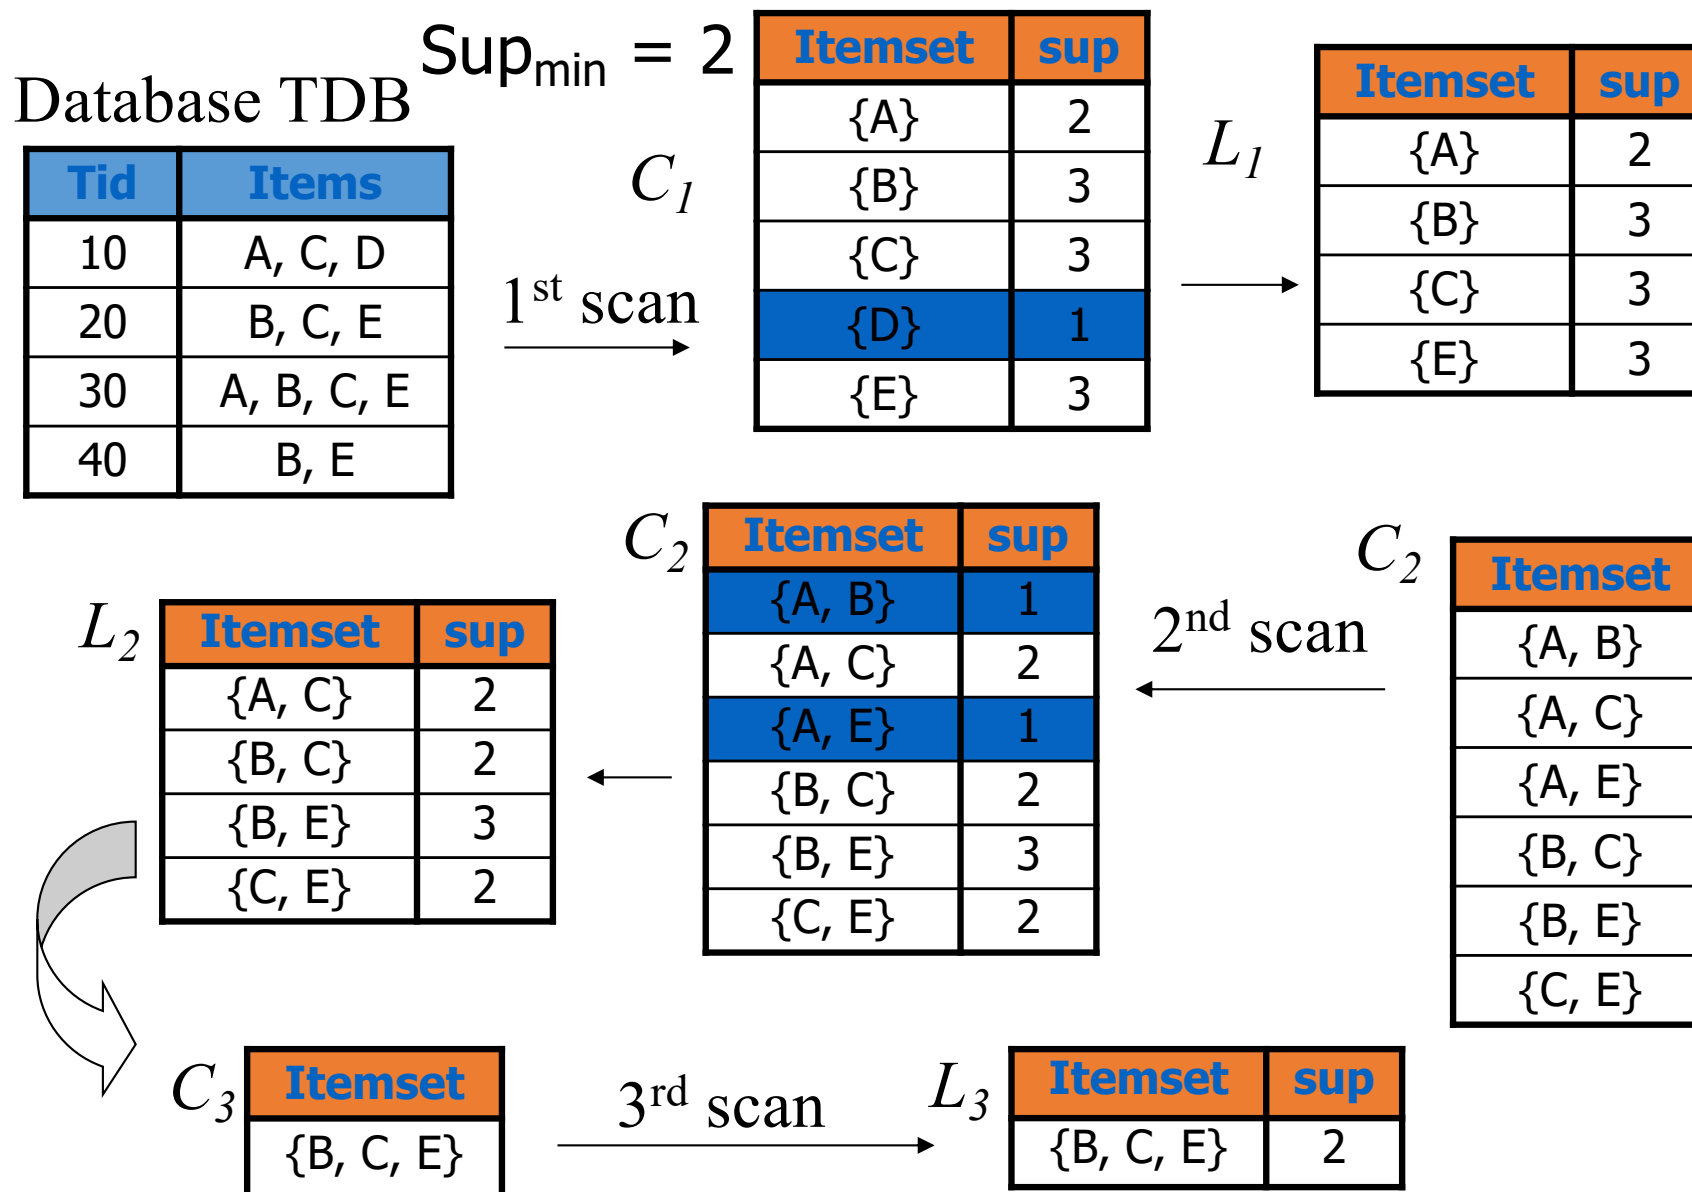 Sup_min = 2
Database TDB
Tid Items
10 A, C, D
20 B, C, E
30 A, B, C, E
40 B, E
1st scan
C_1
Itemset sup
{A} 2
{B} 3
{C} 3
{D} 1
{E} 3
L_1
Itemset sup
{A} 2
{B} 3
{C} 3
{E} 3
C_2
Itemset
{A, B}
{A, C}
{A, E}
{B, C}
{B, E}
{C, E}
2nd scan
C_2
Itemset sup
{A, B} 1
{A, C} 2
{A, E} 1
{B, C} 2
{B, E} 3
{C, E} 2
L_2
Itemset sup
{A, C} 2
{B, C} 2
{B, E} 3
{C, E} 2
C_3
Itemset
{B, C, E}
3rd scan
L_3
Itemset sup
{B, C, E} 2